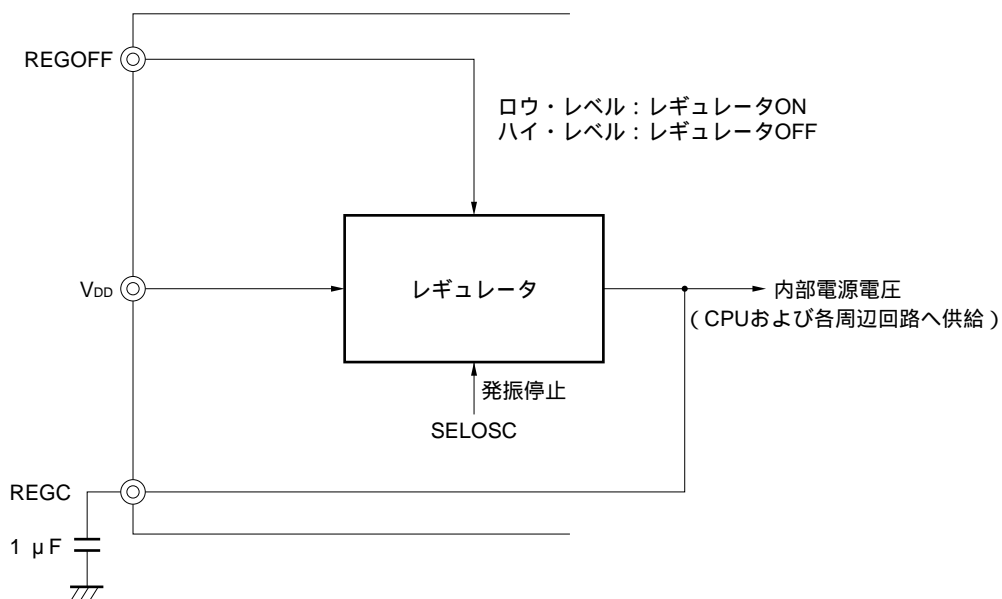 REGOFF
ロウ・レベル：レギュレータON
ハイ・レベル：レギュレータOFF
VDD
レギュレータ
内部電源電圧
（CPUおよび各周辺回路へ供給）
発振停止
SELOSC
REGC
1 μF